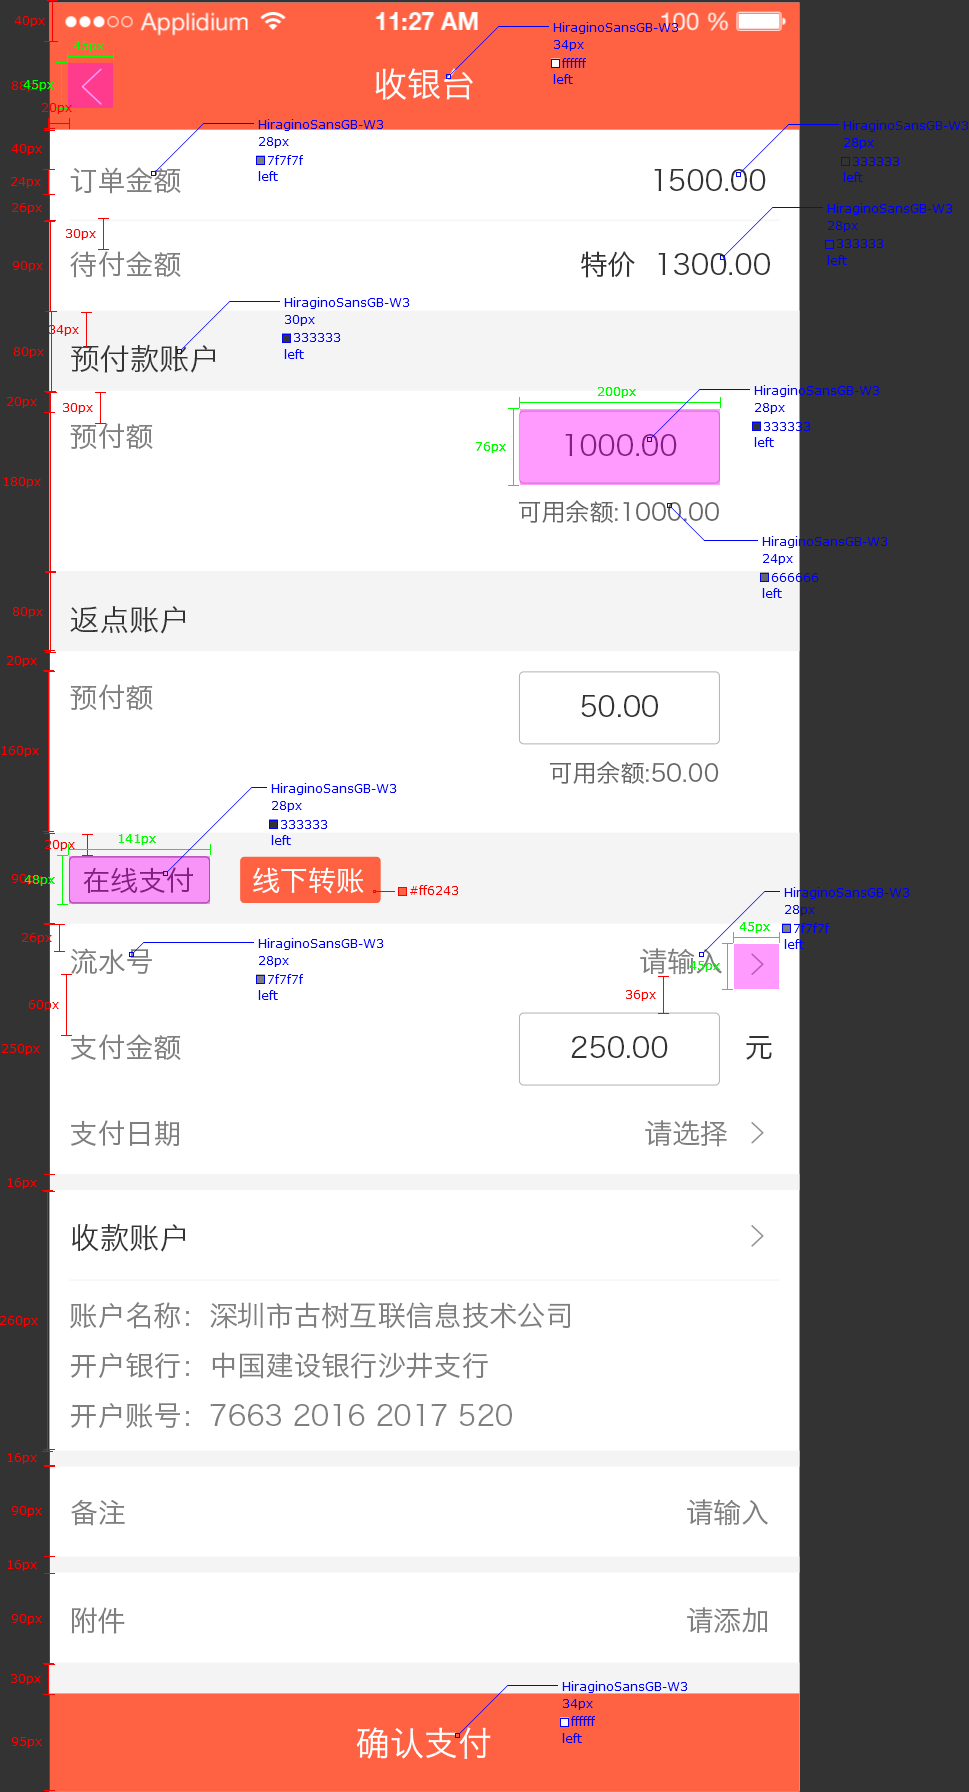 40px
Applidium
11:27 AM
100 %
HiraginoSansGB-W3
34px
ffffff
left
45px
45px
收银台
20px
HiraginoSansGB-W3
28px
7f7f7f
left
HiraginoSansGB-W3
28px
333333
left
40px
24px
26px
订单金额
1500.00
HiraginoSansGB-W3
28px
333333
left
30px
90px
待付金额
特价 1300.00
HiraginoSansGB-W3
30px
333333
left
34px
80px
预付款账户
20px
30px
预付额
200px
76px
1000.00
HiraginoSansGB-W3
28px
333333
left
180px
可用余额:1000.00
HiraginoSansGB-W3
24px
666666
left
80px
返点账户
20px
预付额
50.00
160px
可用余额:50.00
HiraginoSansGB-W3
28px
333333
left
20px
141px
48px
在线支付
线下转账
#ff6243
HiraginoSansGB-W3
28px
7f7f7f
left
26px
流水号
HiraginoSansGB-W3
28px
7f7f7f
left
请输入
45px
45px
60px
36px
250px
支付金额
250.00
元
支付日期
请选择
16px
收款账户
260px
账户名称：深圳市古树互联信息技术公司
开户银行：中国建设银行沙井支行
开户账号：7663 2016 2017 520
16px
90px
备注
请输入
16px
90px
附件
请添加
30px
HiraginoSansGB-W3
34px
ffffff
left
95px
确认支付